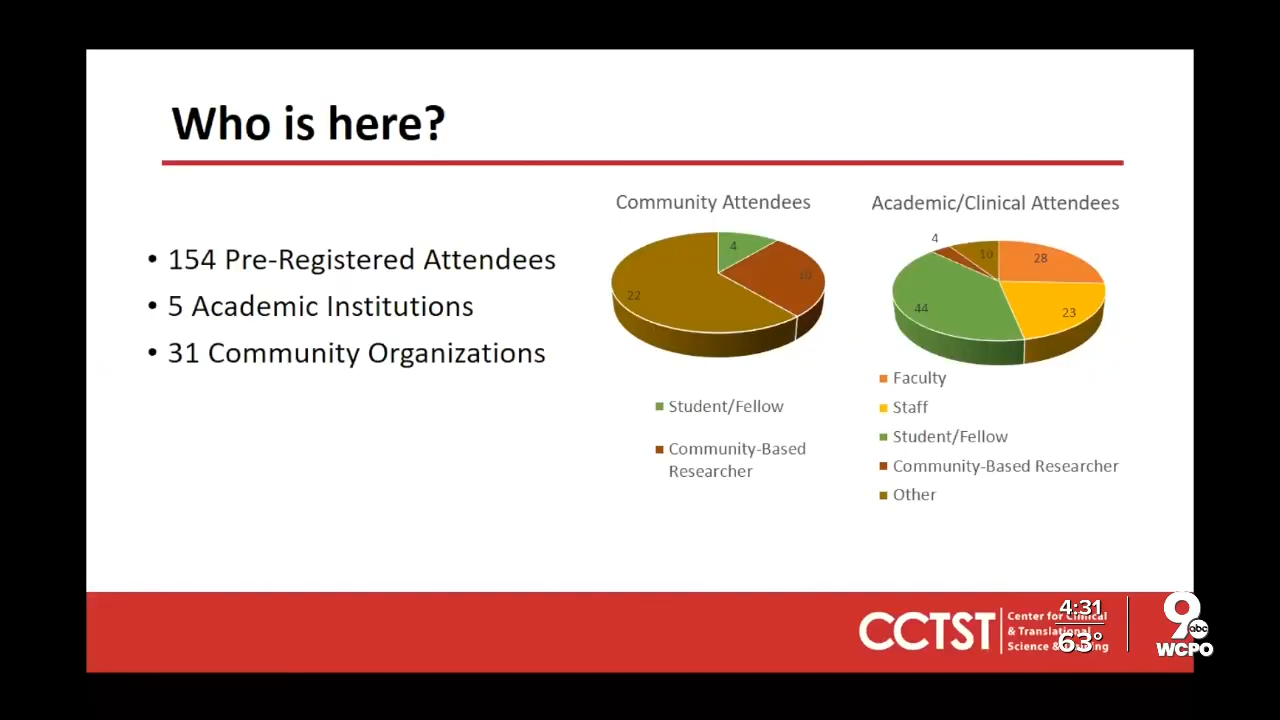 Who is here?
• 154 Pre-Registered Attendees
• 5 Academic Institutions
• 31 Community Organizations
Community Attendees
4
10
22
Student/Fellow
Community-Based
Researcher
Academic/Clinical Attendees
4
10
28
44
23
Faculty
Staff
Student/Fellow
Community-Based Researcher
Other
CCTST
Center for Clinical
& Translational
Science & Training
4:31
63°
9
abc
WCPO